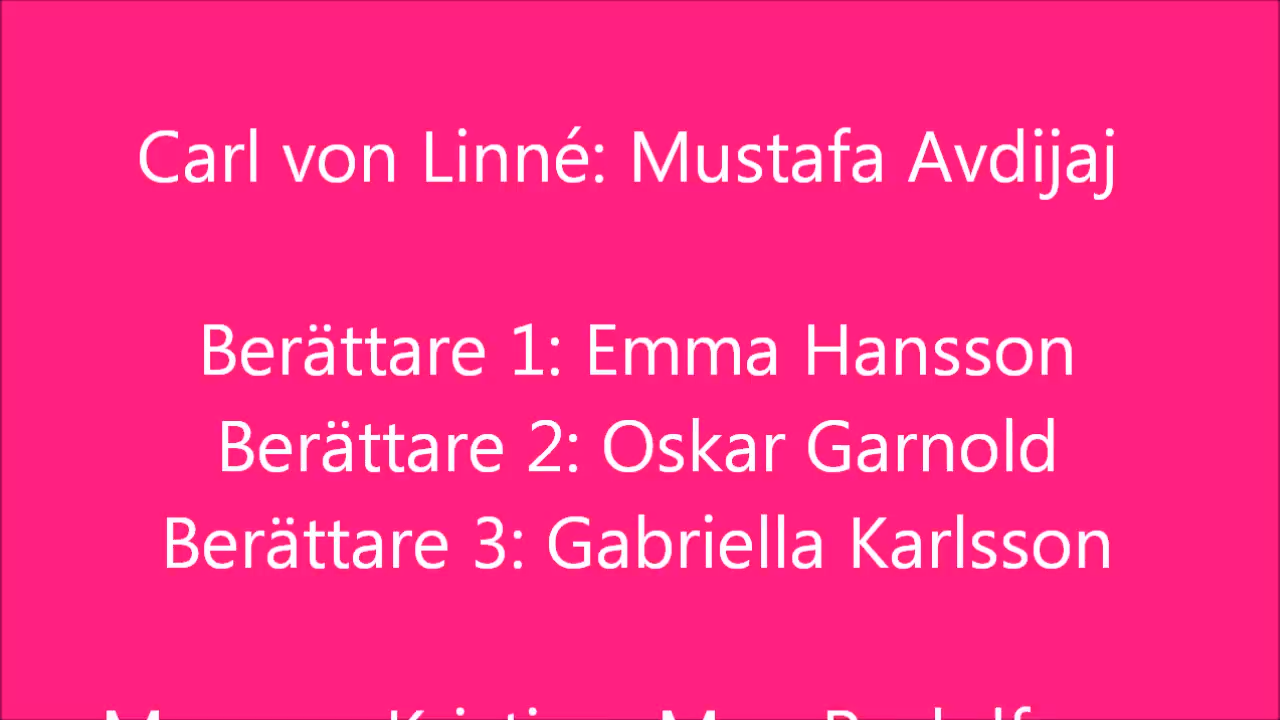 Carl von Linné: Mustafa Avdijaj
Berättare 1: Emma Hansson
Berättare 2: Oskar Garnold
Berättare 3: Gabriella Karlsson